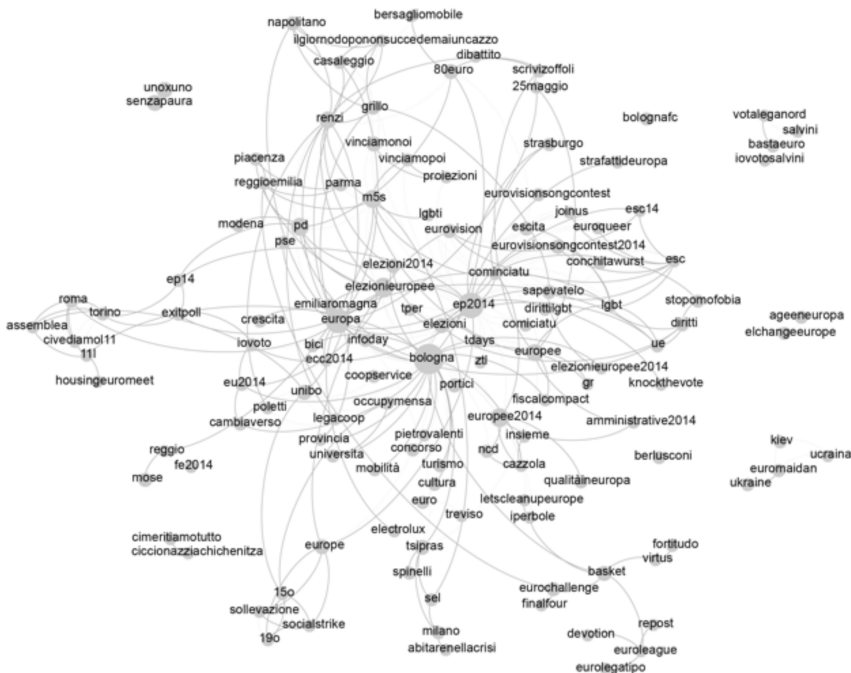 bersagliomobile
napolitano
ilgiornodopononsuccedemaiuncazzo
dibattito
casaleggio
80euro
scrivizoffoli
unoxuno
25maggio
senzapaura
grillo
votaleganord
renzi
bolognafc
salvini
vinciamonoi
strasburgo
bastaeuro
piacenza
vinciamopoi
strafattideuropa
iovotosalvini
proiezioni
reggioemilia
parma
m5s
eurovisionsongcontest
lgbti
joinus
esc14
modena
pd
eurovision
escita
euroqueer
pse
eurovisionsongcontest2014
elezioni2014
cominciatu
conchitawurst
esc
ep14
elezionieuropee
sapevatelo
roma
emiliaromagna
ep2014
dirittilgbt
lgbt
stopomofobia
torino
exitpoll
crescita
europa
tper
ageeneuropa
assemblea
elezioni
comiciatu
diritti
elchangeeurope
civediamol11
iovoto
bici
infoday
tdays
ue
11l
ecc2014
bologna
zti
europee
elezionieuropee2014
housingeuromeet
eu2014
coopservice
portici
gr
knockthevote
unibo
poletti
occupymensa
fiscalcompact
cambiaverso
legacoop
europee2014
amministrative2014
provincia
pietrovalenti
insieme
kiev
reggio
universita
concorso
ncd
berlusconi
ucraina
fe2014
mobilità
turismo
cazzola
euromaidan
mose
cultura
qualitàineuropa
ukraine
euro
letscleanupeurope
treviso
iperbole
cimeritiamotutto
electrolux
fortitudo
ciccionazziachichenitza
europe
tsipras
virtus
spinelli
basket
15o
eurochallenge
sollevazione
sel
finalfour
socialstrike
repost
19o
milano
devotion
abitarenellacrisi
euroleague
eurolegatipo